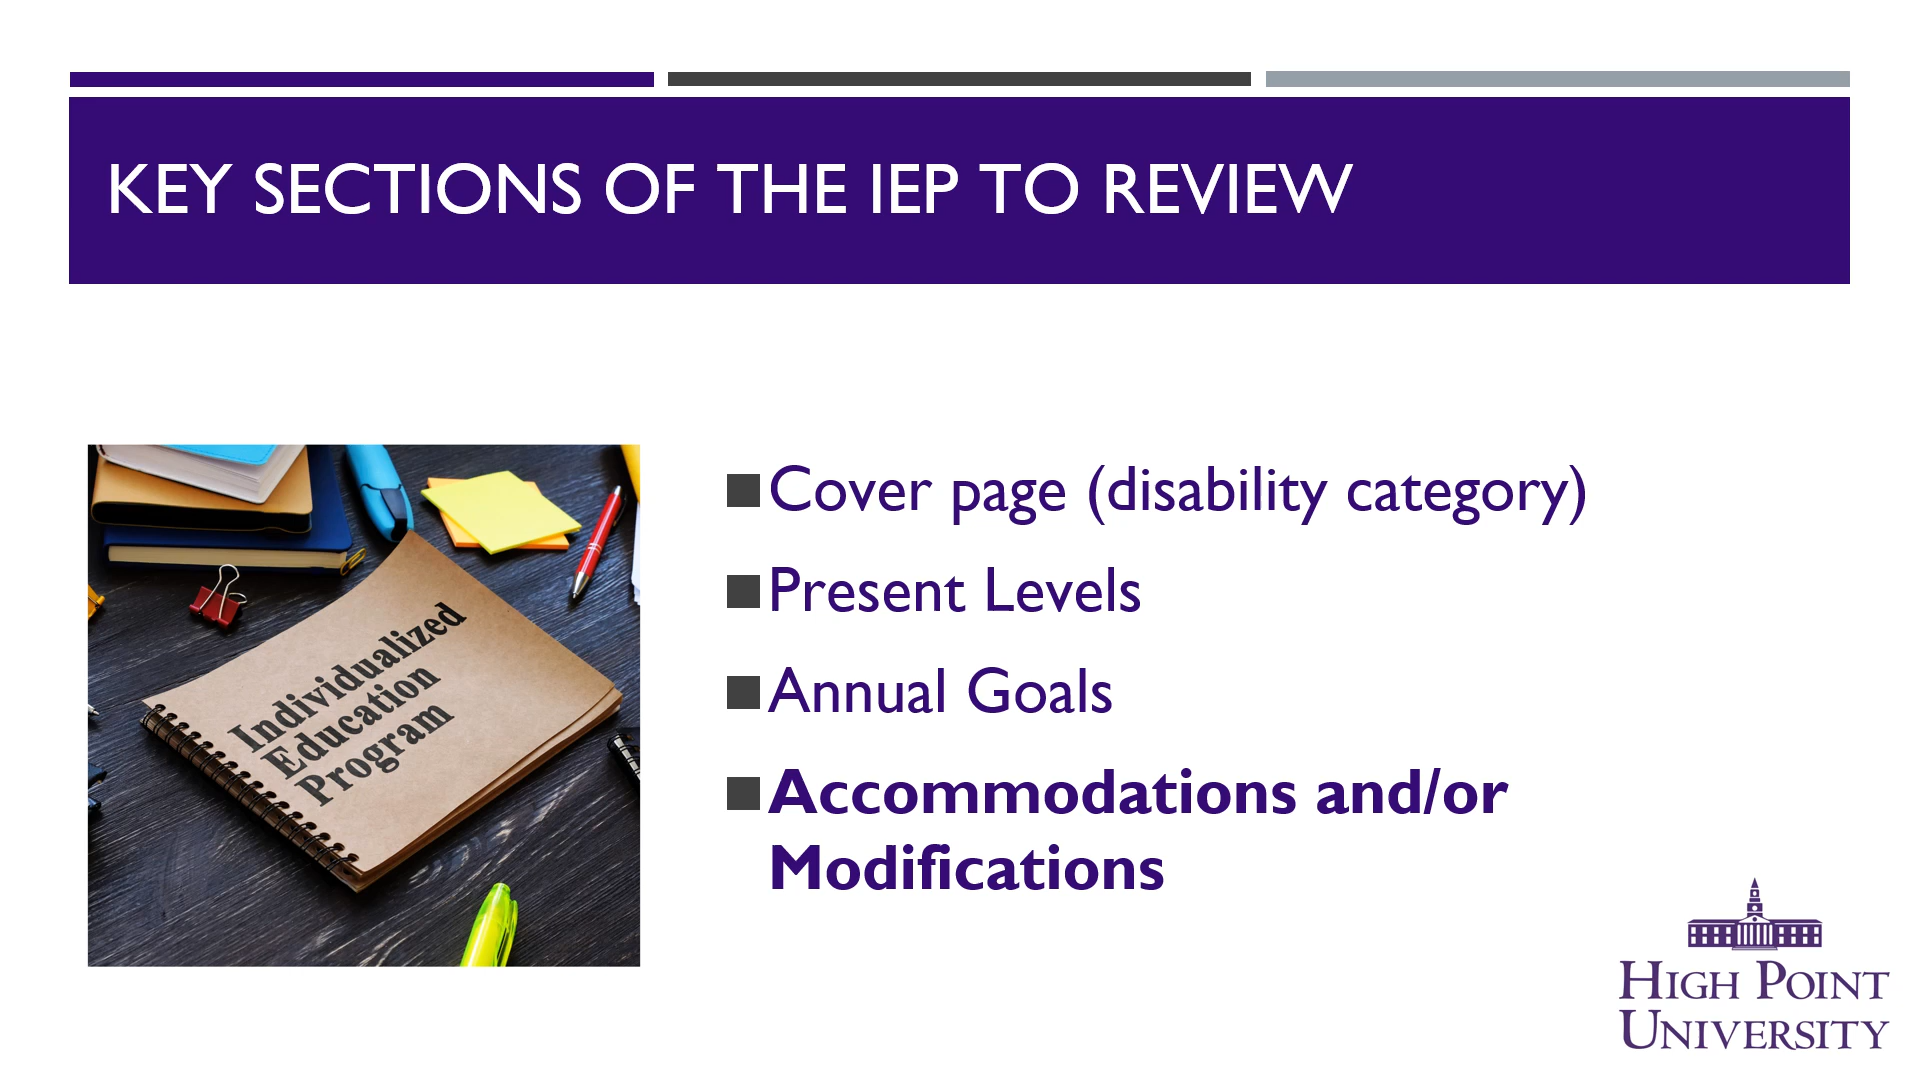 KEY SECTIONS OF THE IEP TO REVIEW
Individualized
Education
Program
Cover page (disability category)
Present Levels
Annual Goals
Accommodations and/or
Modifications
HIGH POINT
UNIVERSITY